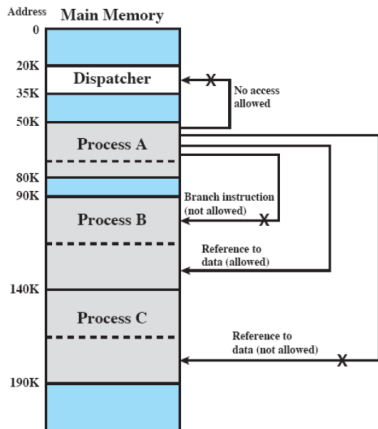 Address
Main Memory
0
20K
Dispatcher
X
No access
allowed
35K
50K
Process A
80K
90K
Branch instruction
(not allowed)
X
Process B
Reference to
data (allowed)
140K
Process C
Reference to
data (not allowed)
X
190K